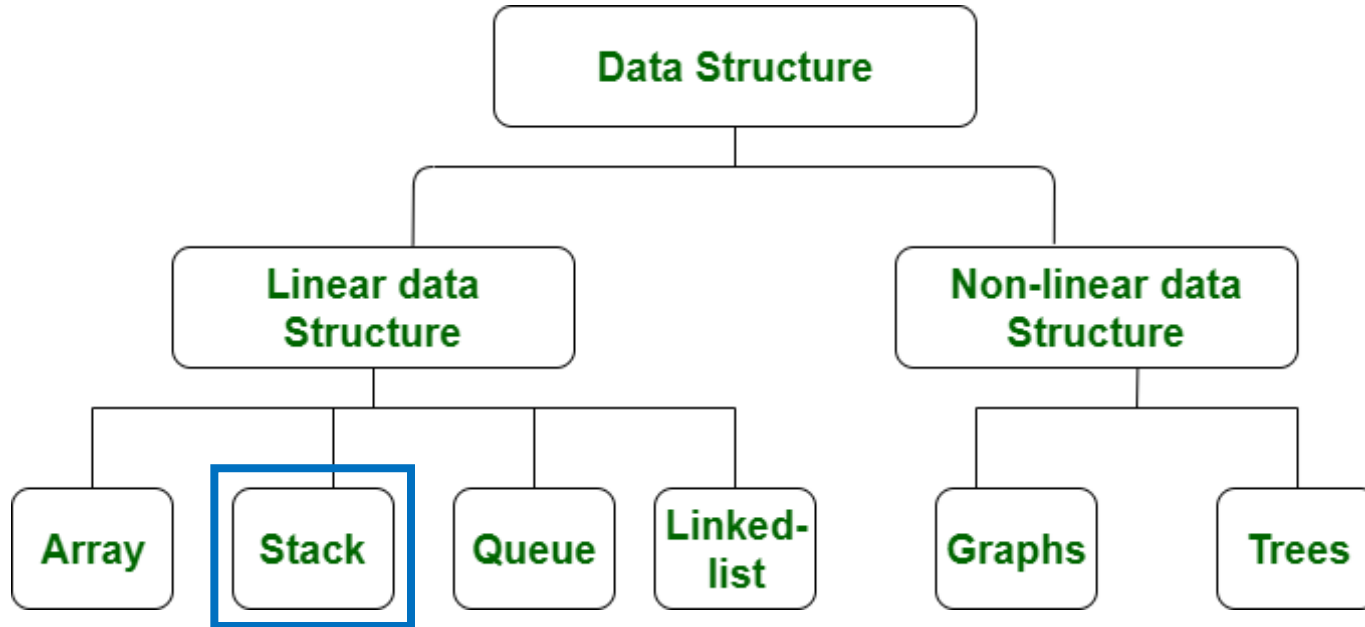 Data Structure
Linear data
Structure
Non-linear data
Structure
Array
Stack
Queue
Linked-
list
Graphs
Trees